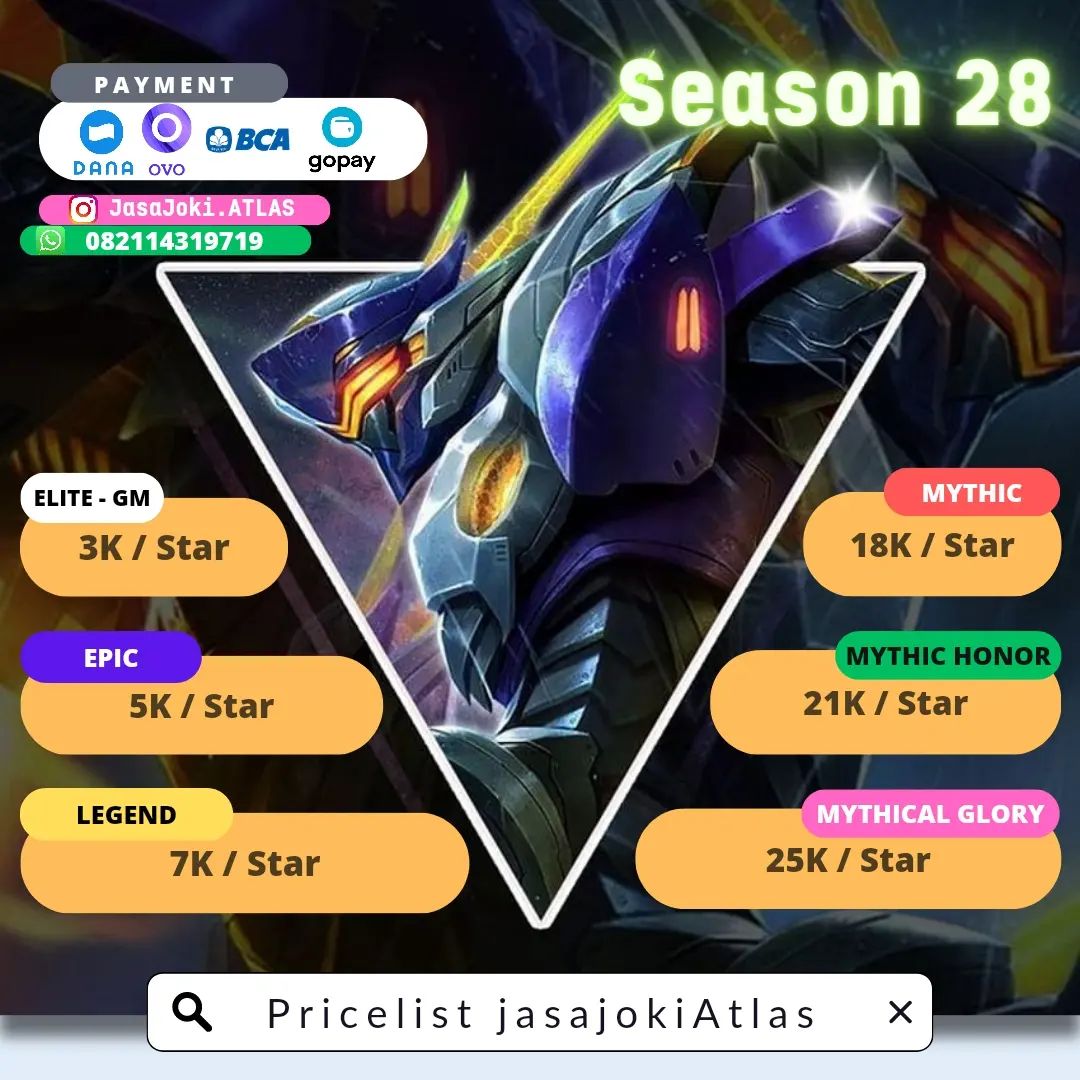 PAYMENT
Season 28
DANA
OVO
BCA
gopay
JasaJoki.ATLAS
082114319719
ELITE - GM
3K / Star
MYTHIC
18K / Star
EPIC
5K / Star
MYTHIC HONOR
21K / Star
LEGEND
7K / Star
MYTHICAL GLORY
25K / Star
Pricelist jasajokiAtlas